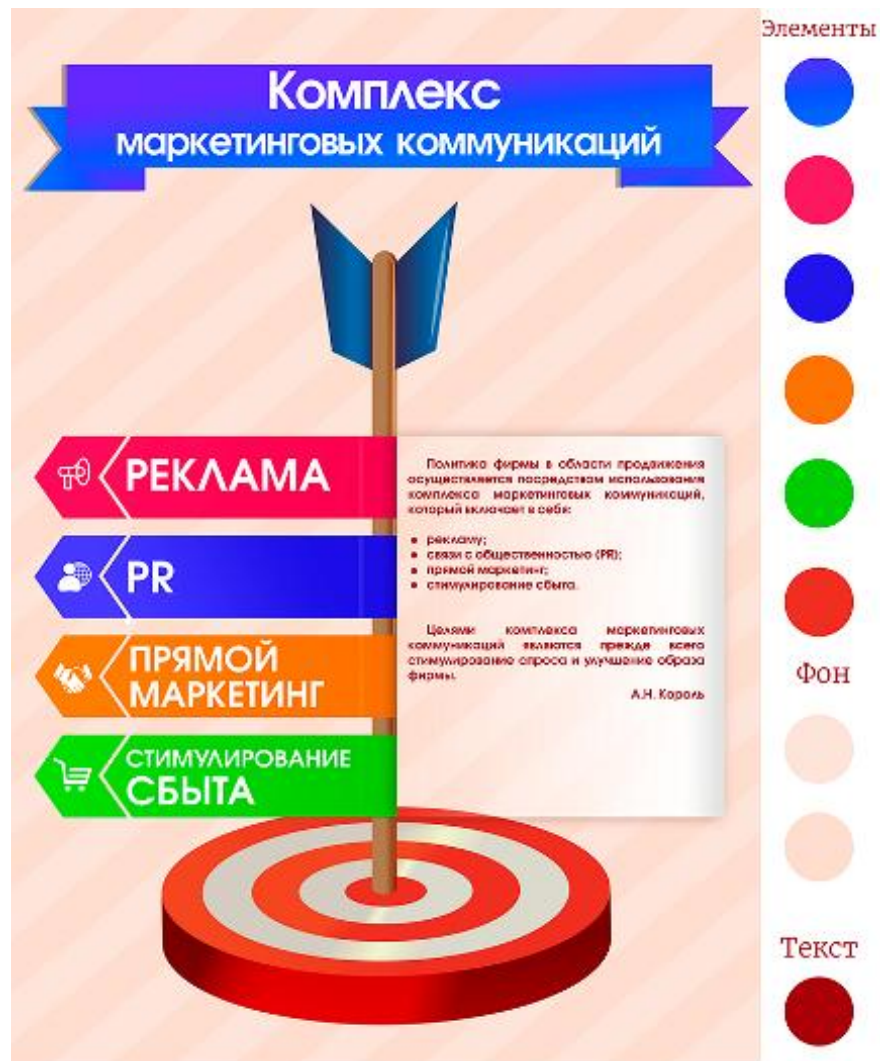 Элементы
Комплекс
маркетинговых коммуникаций
РЕКЛАМА
PR
ПРЯМОЙ
МАРКЕТИНГ
СТИМУЛИРОВАНИЕ
СБЫТА
Политика фирмы в области продвижения
осуществляется посредством использования
комплекса маркетинговых коммуникаций,
который включает в себя:
• рекламу;
• связи с общественностью (PR);
• прямой маркетинг;
• стимулирование сбыта.
Целями комплекса маркетинговых
коммуникаций являются прежде всего
стимулирование спроса и улучшение образа
фирмы.
А.Н. Король
Фон
Текст